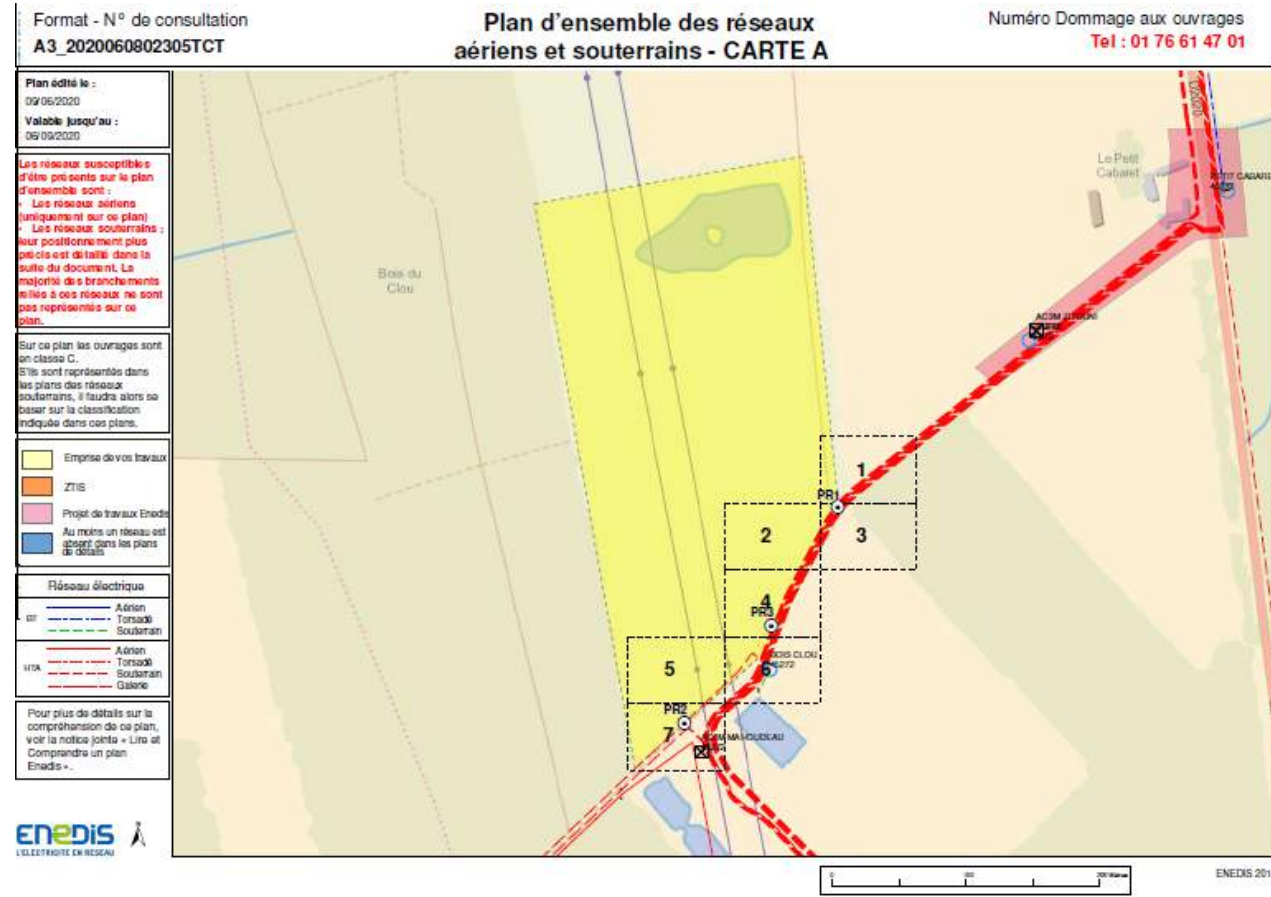 Format - N° de consultation
A3_2020060802305TCT
Plan d'ensemble des réseaux
aériens et souterrains - CARTE A
Numéro Dommage aux ouvrages
Tel : 01 76 61 47 01
Plan édité le :
09/06/2020
Valable jusqu'au :
06/09/2020
Les réseaux susceptibles
d'être présents sur le plan
d'ensemble sont :
- Les réseaux aériens
(uniquement sur ce plan)
- Les réseaux souterrains ;
leur positionnement plus
précis est détaillé dans la
suite du document. La
majorité des branchements
reliés à ces réseaux ne sont
pas représentés sur ce
plan.
Sur ce plan les ouvrages sont
en classe C.
S'ils sont représentés dans
les plans des réseaux
souterrains, il faudra alors se
baser sur la classification
indiquée dans ces plans.
Emprise de vos travaux
ZTIS
Projet de travaux Enedis
Au moins un réseau est
absent dans les plans
de détails
Réseau électrique
BT
Aérien
Torsadé
Souterrain
HTA
Aérien
Torsadé
Souterrain
Galerie
Pour plus de détails sur la
compréhension de ce plan,
voir la notice jointe « Lire et
Comprendre un plan
Enedis ».
ENEDIS
L'ELECTRICITE EN RESEAU
Bois du
Clou
Le Petit
Cabaret
D2020
PETIT CABARE
AC3M
1
PR1
2
3
4
PR3
BOIS CLOU
5
6
PR2
7
0
100
200 Mètres
ENEDIS 201